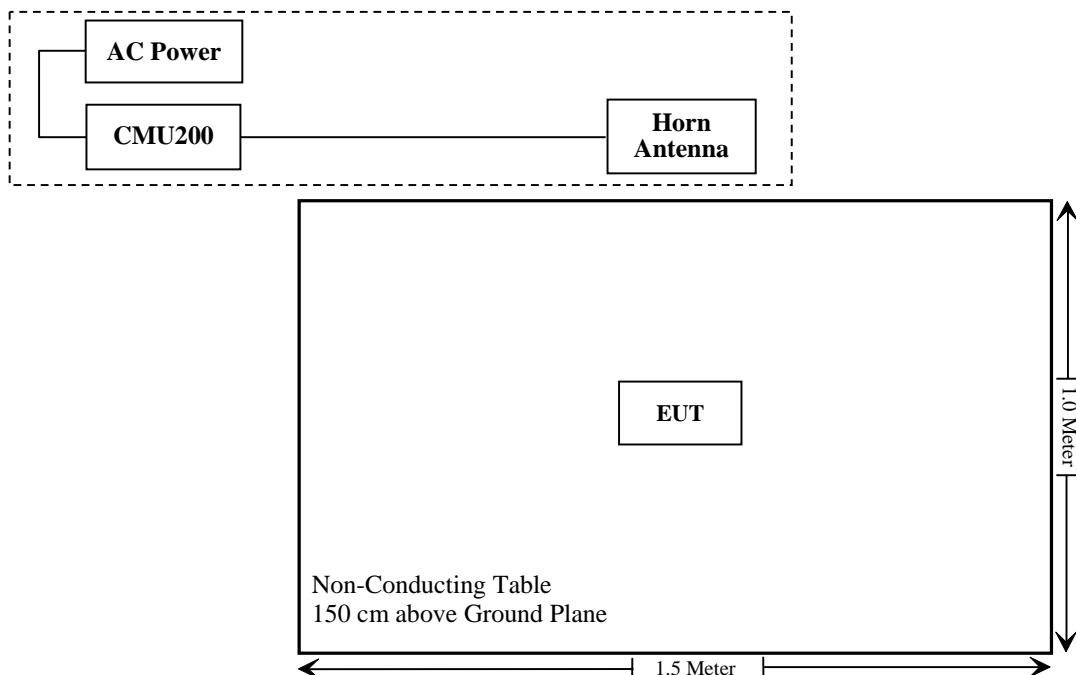 AC Power
CMU200
Horn
Antenna
EUT
1.0 Meter
Non-Conducting Table
150 cm above Ground Plane
1.5 Meter